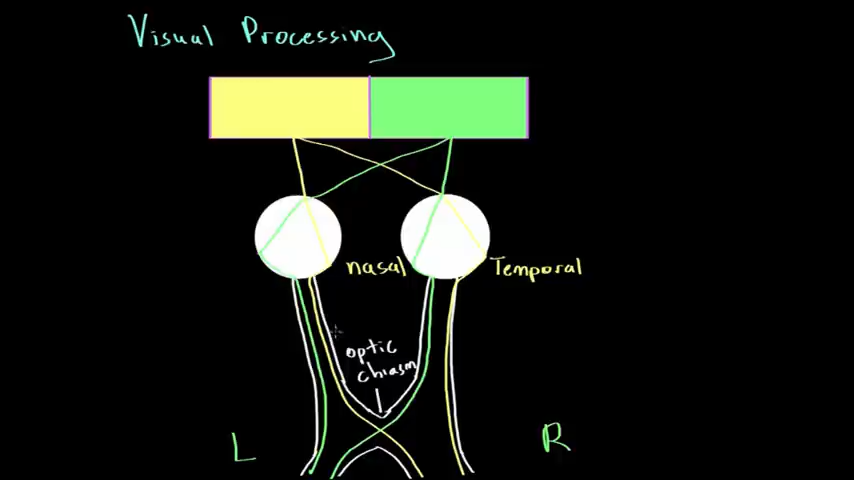 Visual Processing
nasal
Temporal
optic
chiasm
L
R